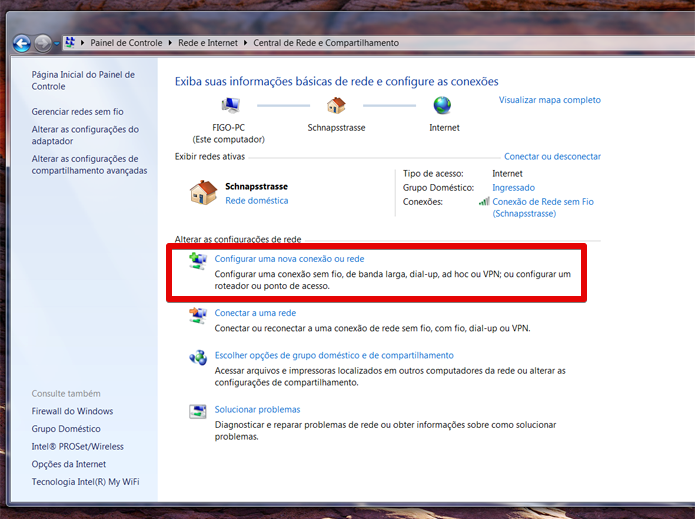 Painel de Controle Rede e Internet Central de Rede e Compartilhamento
Página Inicial do Painel de
Controle
Gerenciar redes sem fio
Alterar as configurações do
adaptador
Alterar as configurações de
compartilhamento avançadas
Exiba suas informações básicas de rede e configure as conexões
Visualizar mapa completo
FIGO-PC
(Este computador)
Schnapsstrasse
Internet
Exibir redes ativas
Conectar ou desconectar
Schnapsstrasse
Rede doméstica
Tipo de acesso: Internet
Grupo Doméstico: Ingressado
Conexões: Conexão de Rede sem Fio
(Schnapsstrasse)
Alterar as configurações de rede
Configurar uma nova conexão ou rede
Configurar uma conexão sem fio, de banda larga, dial-up, ad hoc ou VPN; ou configurar um
roteador ou ponto de acesso.
Conectar a uma rede
Conectar ou reconectar a uma conexão de rede sem fio, com fio, dial-up ou VPN.
Escolher opções de grupo doméstico e de compartilhamento
Acessar arquivos e impressoras localizados em outros computadores da rede ou alterar as
configurações de compartilhamento.
Solucionar problemas
Diagnosticar e reparar problemas de rede ou obter informações sobre como solucionar
problemas.
Consulte também
Firewall do Windows
Grupo Doméstico
Intel® PROSet/Wireless
Opções da Internet
Tecnologia Intel(R) My WiFi